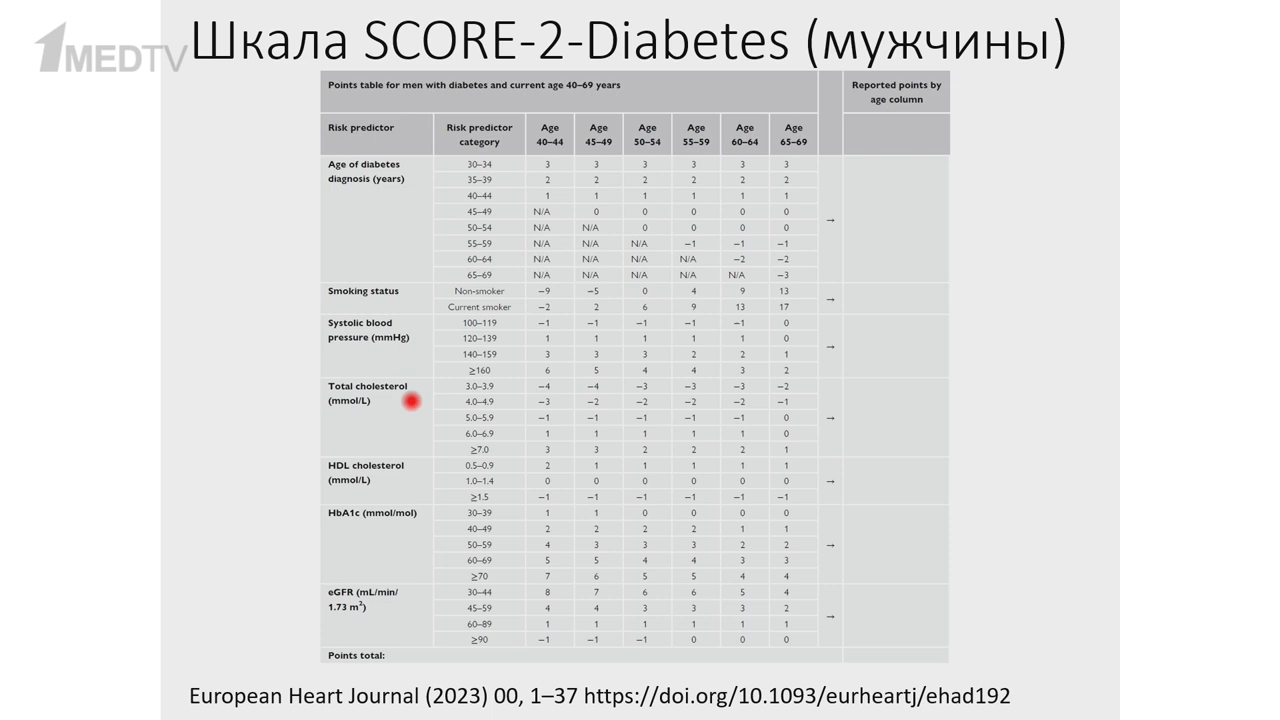 1MEDTV
Шкала SCORE-2-Diabetes (мужчины)
Points table for men with diabetes and current age 40–69 years
Reported points by
age column
Risk predictor Risk predictor category Age 40–44 Age 45–49 Age 50–54 Age 55–59 Age 60–64 Age 65–69
Age of diabetes diagnosis (years) 30–34 3 3 3 3 3 3
35–39 2 2 2 2 2 2
40–44 1 1 1 1 1 1
45–49 N/A 0 0 0 0 0
50–54 N/A N/A 0 0 0 0
55–59 N/A N/A N/A −1 −1 −1
60–64 N/A N/A N/A N/A −2 −2
65–69 N/A N/A N/A N/A N/A −3
→
Smoking status Non-smoker −9 −5 0 4 9 13
Current smoker −2 2 6 9 13 17
→
Systolic blood pressure (mmHg) 100–119 −1 −1 −1 −1 −1 0
120–139 1 1 1 1 1 0
140–159 3 3 3 2 2 1
≥160 6 5 4 4 3 2
→
Total cholesterol (mmol/L) 3.0–3.9 −4 −4 −3 −3 −3 −2
4.0–4.9 −3 −2 −2 −2 −2 −1
5.0–5.9 −1 −1 −1 −1 −1 0
6.0–6.9 1 1 1 1 1 0
≥7.0 3 3 2 2 2 1
→
HDL cholesterol (mmol/L) 0.5–0.9 2 1 1 1 1 1
1.0–1.4 0 0 0 0 0 0
≥1.5 −1 −1 −1 −1 −1 −1
→
HbA1c (mmol/mol) 30–39 1 1 0 0 0 0
40–49 2 2 2 2 1 1
50–59 4 3 3 3 2 2
60–69 5 5 4 4 3 3
≥70 7 6 5 5 4 4
→
eGFR (mL/min/1.73 m²) 30–44 8 7 6 6 5 4
45–59 4 4 3 3 3 2
60–89 1 1 1 1 1 1
≥90 −1 −1 −1 0 0 0
→
Points total:
European Heart Journal (2023) 00, 1–37 https://doi.org/10.1093/eurheartj/ehad192